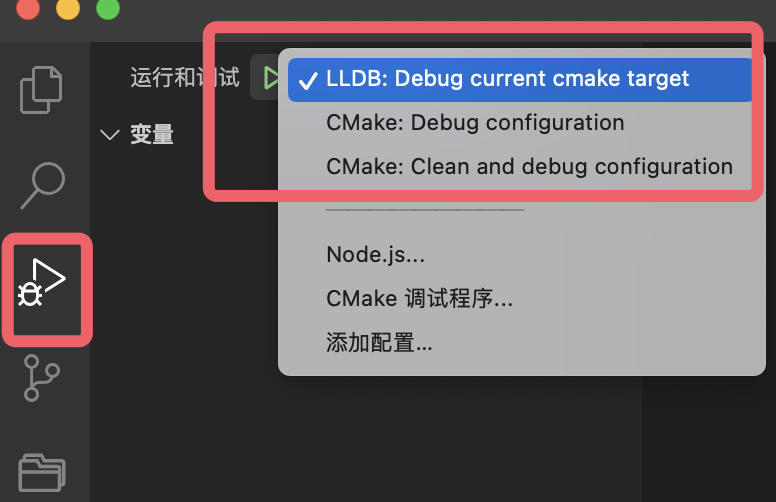 运行和调试
LLDB: Debug current cmake target
变量
CMake: Debug configuration
CMake: Clean and debug configuration
Node.js...
CMake 调试程序...
添加配置...